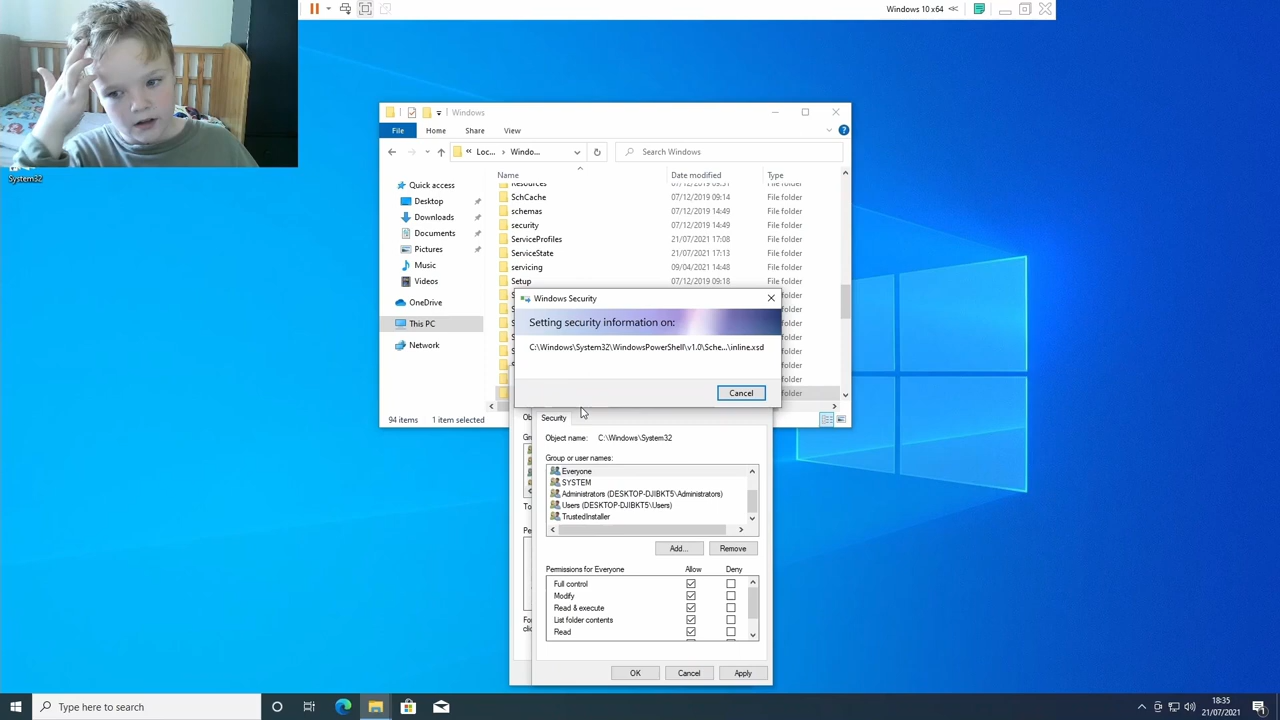 Windows 10 x64
System32
Windows
File
Home
Share
View
Loc...
Windo...
Search Windows
Name
Date modified
Type
Quick access
Desktop
Downloads
Documents
Pictures
Music
Videos
OneDrive
This PC
Network
Resources 07/12/2019 09:31 File folder
SchCache 07/12/2019 09:14 File folder
schemas 07/12/2019 14:49 File folder
security 07/12/2019 14:49 File folder
ServiceProfiles 21/07/2021 17:08 File folder
ServiceState 21/07/2021 17:13 File folder
servicing 09/04/2021 14:48 File folder
Setup 07/12/2019 09:18 File folder
94 items
1 item selected
Windows Security
Setting security information on:
C:\Windows\System32\WindowsPowerShell\v1.0\Sche...\inline.xsd
Cancel
Security
Object name: C:\Windows\System32
Group or user names:
Everyone
SYSTEM
Administrators (DESKTOP-DJIBKT5\Administrators)
Users (DESKTOP-DJIBKT5\Users)
TrustedInstaller
Add...
Remove
Permissions for Everyone
Allow
Deny
Full control
Modify
Read & execute
List folder contents
Read
OK
Cancel
Apply
Type here to search
18:35
21/07/2021